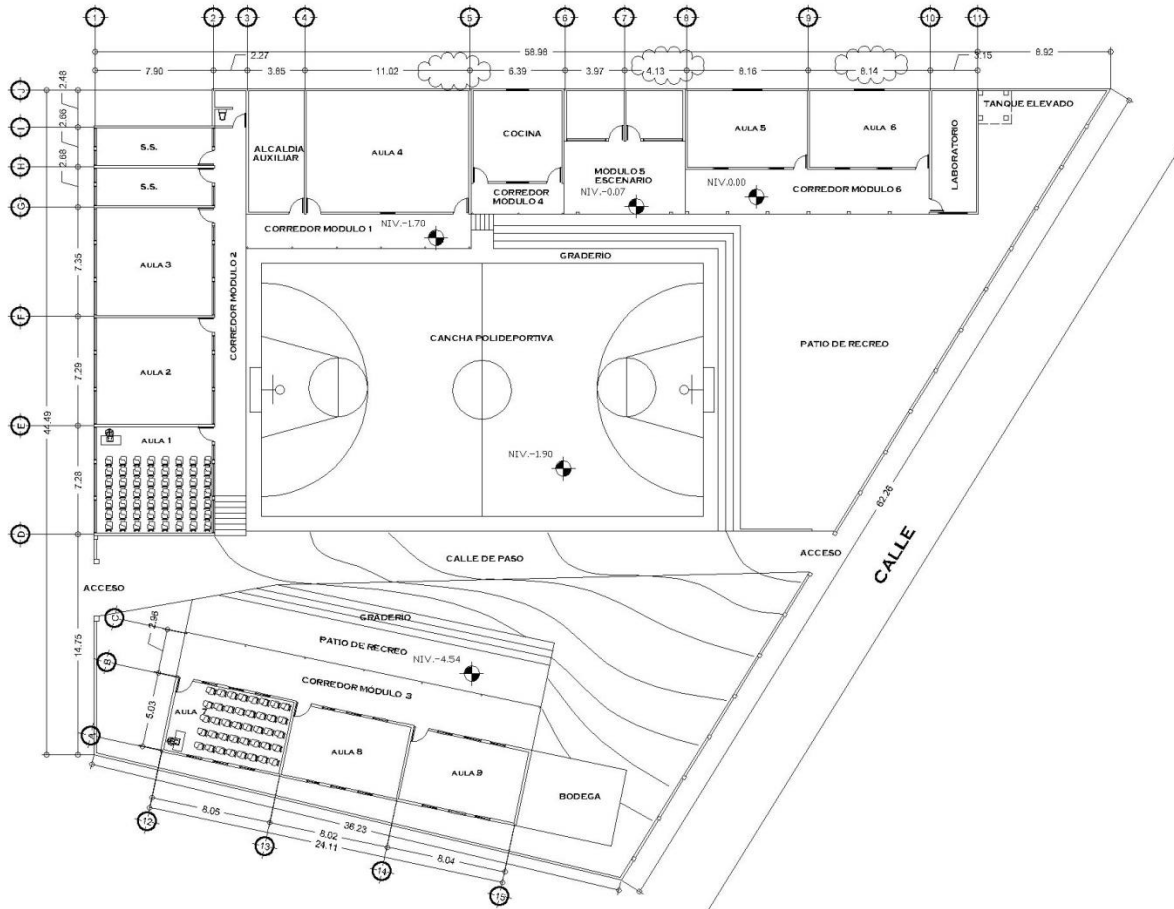 1 2 3 4 5 6 7 8 9 10 11
2.27 58.98 3.15 8.92
7.90 3.85 11.02 6.39 3.97 4.13 8.16 8.14
2.48
J
TANQUE ELEVADO
I
2.66
S.S.
ALCALDIA
AUXILIAR
AULA 4
COCINA
AULA 5
AULA 6
LABORATORIO
H
2.68
S.S.
MÓDULO 5
ESCENARIO
NIV.-0.07
NIV.0.00
CORREDOR
MODULO 4
CORREDOR MÓDULO 6
G
CORREDOR MODULO 1
NIV.-1.70
GRADERIO
7.35
AULA 3
CORREDOR MÓDULO 2
F
CANCHA POLIDEPORTIVA
PATIO DE RECREO
7.29
AULA 2
44.49
E
AULA 1
NIV.-1.90
7.28
62.26
D
CALLE DE PASO
ACCESO
CALLE
ACCESO
C
GRADERIO
2.96
PATIO DE RECREO
NIV.-4.54
14.75
B
CORREDOR MÓDULO 3
5.03
AULA 7
A
AULA 8
AULA 9
BODEGA
8.05
36.23
8.02
24.11
8.04
12
13
14
15